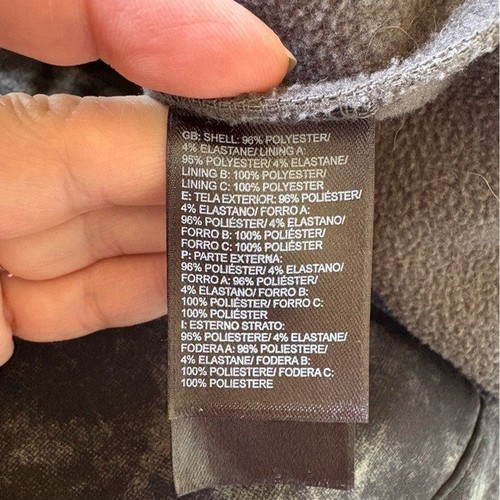 GB: SHELL: 96% POLYESTER/
4% ELASTANE/ LINING A:
95% POLYESTER/ 4% ELASTANE/
LINING B: 100% POLYESTER/
LINING C: 100% POLYESTER
E: TELA EXTERIOR: 96% POLIÉSTER/
4% ELASTANO/ FORRO A:
96% POLIÉSTER/ 4% ELASTANO/
FORRO B: 100% POLIÉSTER/
FORRO C: 100% POLIÉSTER
P: PARTE EXTERNA:
96% POLIÉSTER/ 4% ELASTANO/
FORRO A: 96% POLIÉSTER/
4% ELASTANO/ FORRO B:
100% POLIÉSTER/ FORRO C:
100% POLIÉSTER
I: ESTERNO STRATO:
96% POLIESTERE/ 4% ELASTANE/
FODERA A: 96% POLIESTERE/
4% ELASTANE/ FODERA B:
100% POLIESTERE/ FODERA C:
100% POLIESTERE